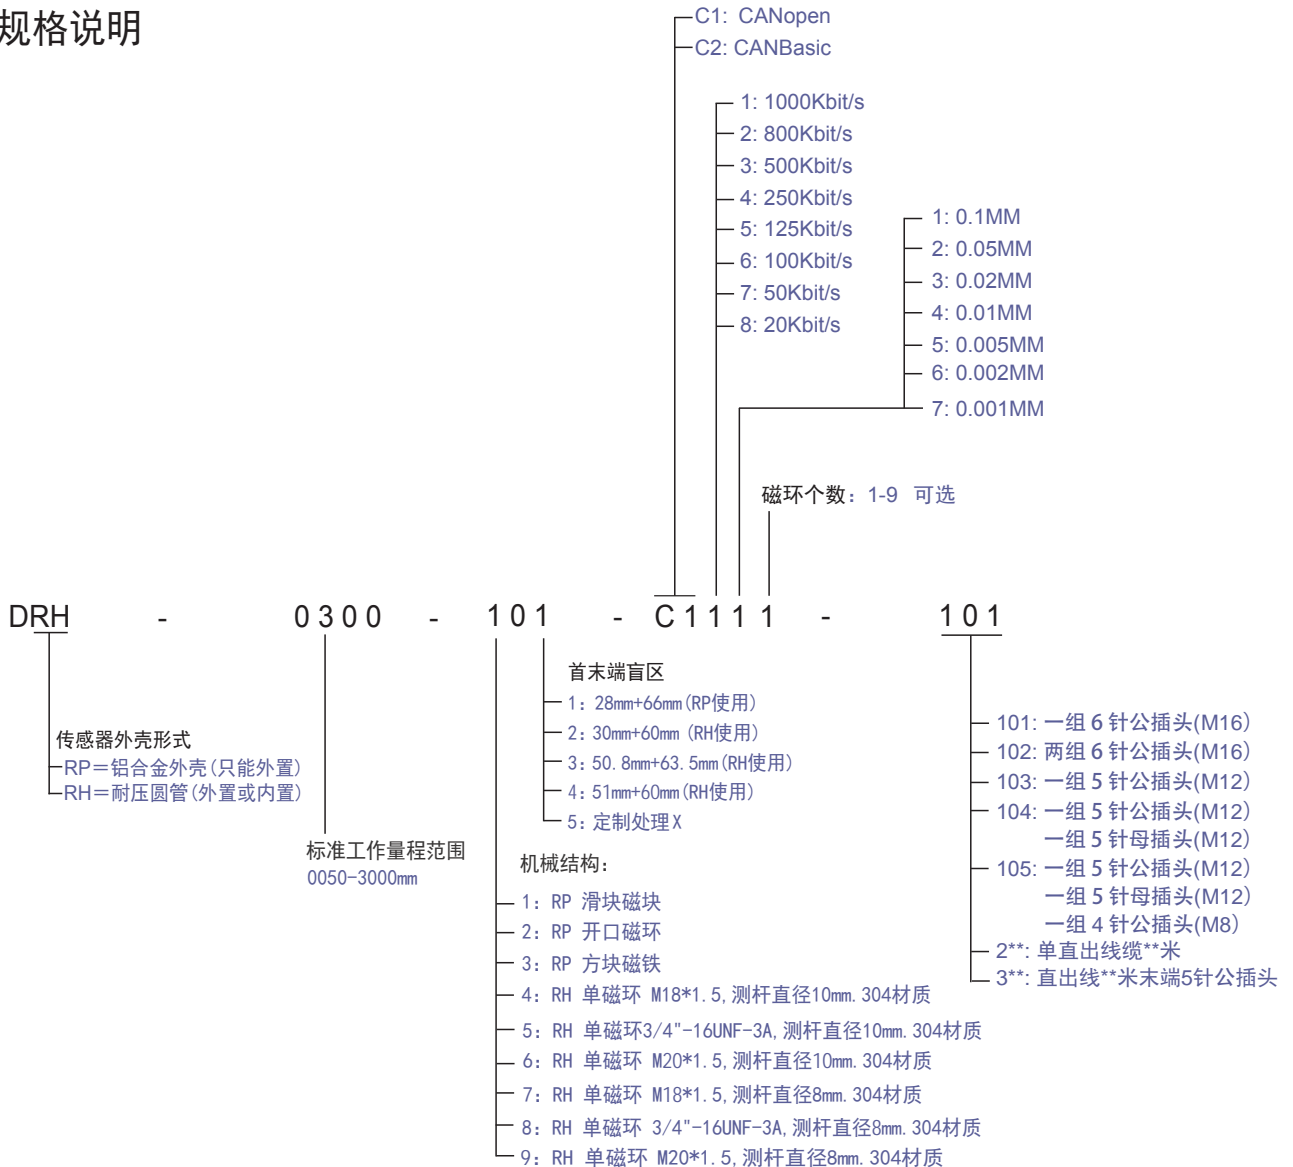 规格说明
C1: CANopen
C2: CANBasic
1: 1000Kbit/s
2: 800Kbit/s
3: 500Kbit/s
4: 250Kbit/s
5: 125Kbit/s
6: 100Kbit/s
7: 50Kbit/s
8: 20Kbit/s
1: 0.1MM
2: 0.05MM
3: 0.02MM
4: 0.01MM
5: 0.005MM
6: 0.002MM
7: 0.001MM
磁环个数：1-9 可选
DRH - 0300 - 101 - C1111 - 101
传感器外壳形式
RP＝铝合金外壳(只能外置)
RH＝耐压圆管(外置或内置)
标准工作量程范围
0050-3000mm
首末端盲区
1：28mm+66mm(RP使用)
2：30mm+60mm (RH使用)
3：50.8mm+63.5mm(RH使用)
4：51mm+60mm(RH使用)
5：定制处理X
机械结构：
1：RP 滑块磁块
2：RP 开口磁环
3：RP 方块磁铁
4：RH 单磁环 M18*1.5,测杆直径10mm.304材质
5：RH 单磁环3/4"-16UNF-3A,测杆直径10mm.304材质
6：RH 单磁环 M20*1.5,测杆直径10mm.304材质
7：RH 单磁环 M18*1.5,测杆直径8mm.304材质
8：RH 单磁环 3/4"-16UNF-3A,测杆直径8mm.304材质
9：RH 单磁环 M20*1.5,测杆直径8mm.304材质
101: 一组6针公插头(M16)
102: 两组6针公插头(M16)
103: 一组5针公插头(M12)
104: 一组5针公插头(M12)
一组5针母插头(M12)
105: 一组5针公插头(M12)
一组5针母插头(M12)
一组4针公插头(M8)
2**: 单直出线缆**米
3**: 直出线**米末端5针公插头